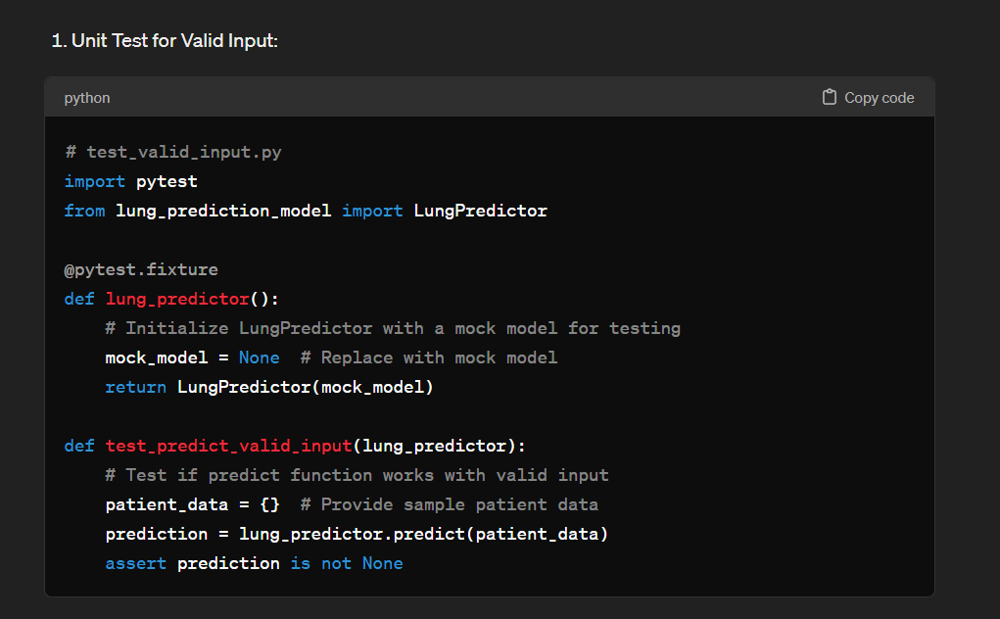 1. Unit Test for Valid Input:
python
Copy code
# test_valid_input.py
import pytest
from lung_prediction_model import LungPredictor

@pytest.fixture
def lung_predictor():
    # Initialize LungPredictor with a mock model for testing
    mock_model = None  # Replace with mock model
    return LungPredictor(mock_model)

def test_predict_valid_input(lung_predictor):
    # Test if predict function works with valid input
    patient_data = {}  # Provide sample patient data
    prediction = lung_predictor.predict(patient_data)
    assert prediction is not None